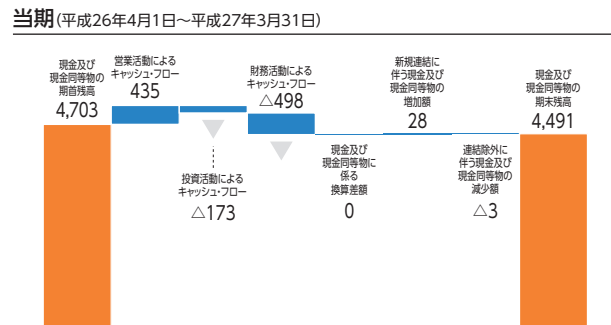 当期(平成26年4月1日～平成27年3月31日)
現金及び
現金同等物の
期首残高
4,703
営業活動による
キャッシュ・フロー
435
投資活動による
キャッシュ・フロー
△173
財務活動による
キャッシュ・フロー
△498
現金及び
現金同等物に
係る
換算差額
0
新規連結に
伴う現金及び
現金同等物の
増加額
28
連結除外に
伴う現金及び
現金同等物の
減少額
△3
現金及び
現金同等物の
期末残高
4,491